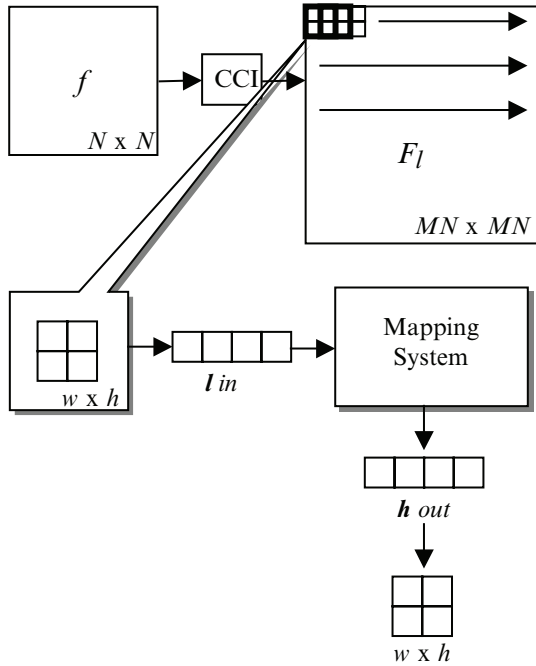 f
CCI
N x N
F_l
MN x MN
Mapping
System
w x h
l in
h out
w x h